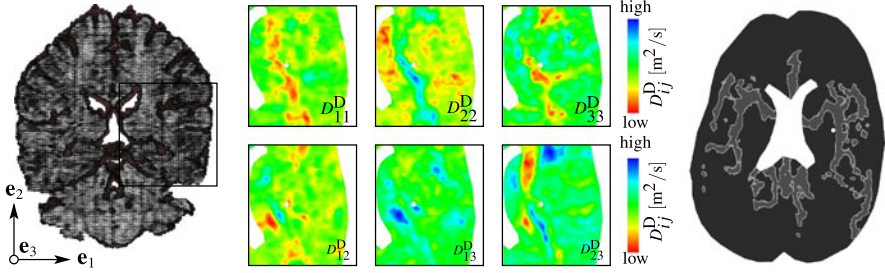 e₂
e₃
e₁
D₁₁ᴰ
D₂₂ᴰ
D₃₃ᴰ
high
Dᵢⱼᴰ [m²/s]
low
D₁₂ᴰ
D₁₃ᴰ
D₂₃ᴰ
high
Dᵢⱼᴰ [m²/s]
low